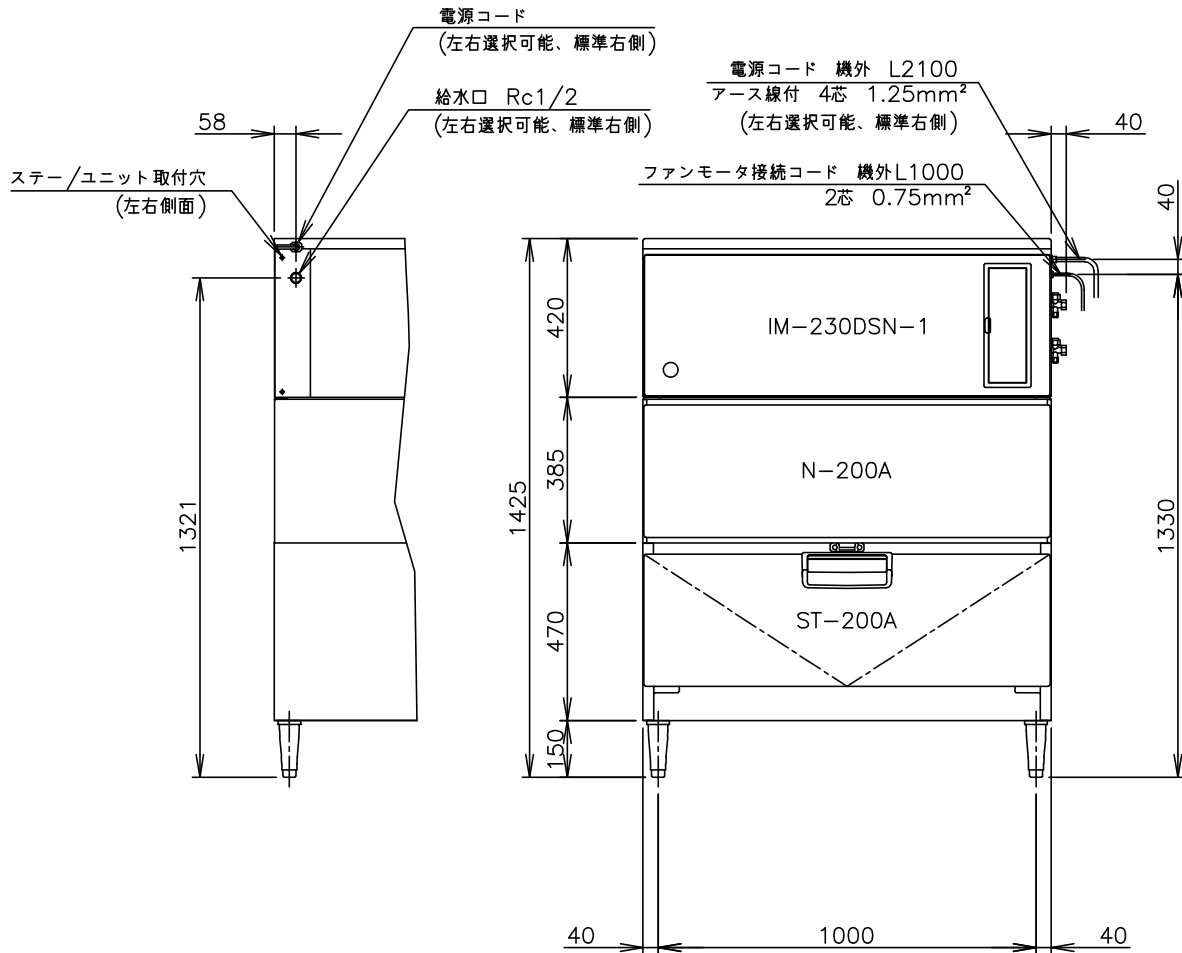 電源コード
(左右選択可能、標準右側)
給水口 Rc1/2
(左右選択可能、標準右側)
58
ステー/ユニット取付穴
(左右側面)
電源コード 機外 L2100
アース線付 4芯 1.25mm²
(左右選択可能、標準右側)
40
ファンモータ接続コード 機外L1000
2芯 0.75mm²
40
IM-230DSN-1
420
N-200A
385
1321
1425
1330
ST-200A
470
150
40
1000
40